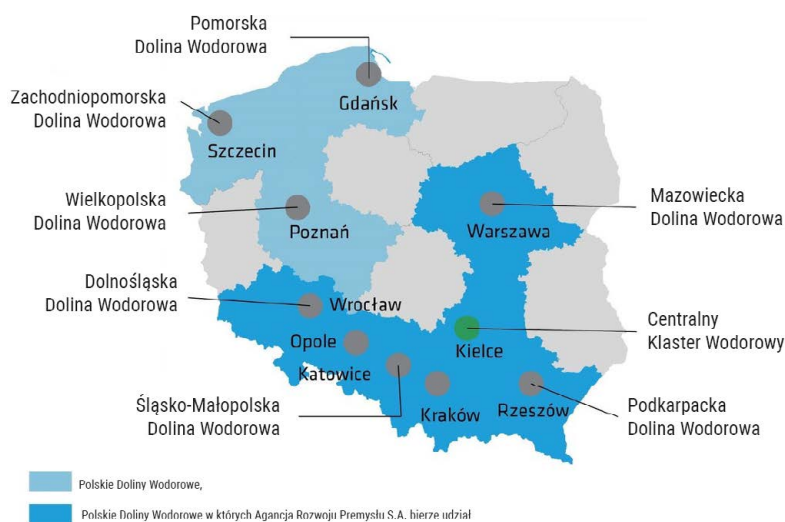 Pomorska
Dolina Wodorowa
Gdańsk
Zachodniopomorska
Dolina Wodorowa
Szczecin
Wielkopolska
Dolina Wodorowa
Poznań
Mazowiecka
Dolina Wodorowa
Warszawa
Dolnośląska
Dolina Wodorowa
Wrocław
Opole
Katowice
Centralny
Klaster Wodorowy
Kielce
Śląsko-Małopolska
Dolina Wodorowa
Kraków
Rzeszów
Podkarpacka
Dolina Wodorowa
Polskie Doliny Wodorowe,
Polskie Doliny Wodorowe w których Agancja Rozwoju Premysłu S.A. bierze udział